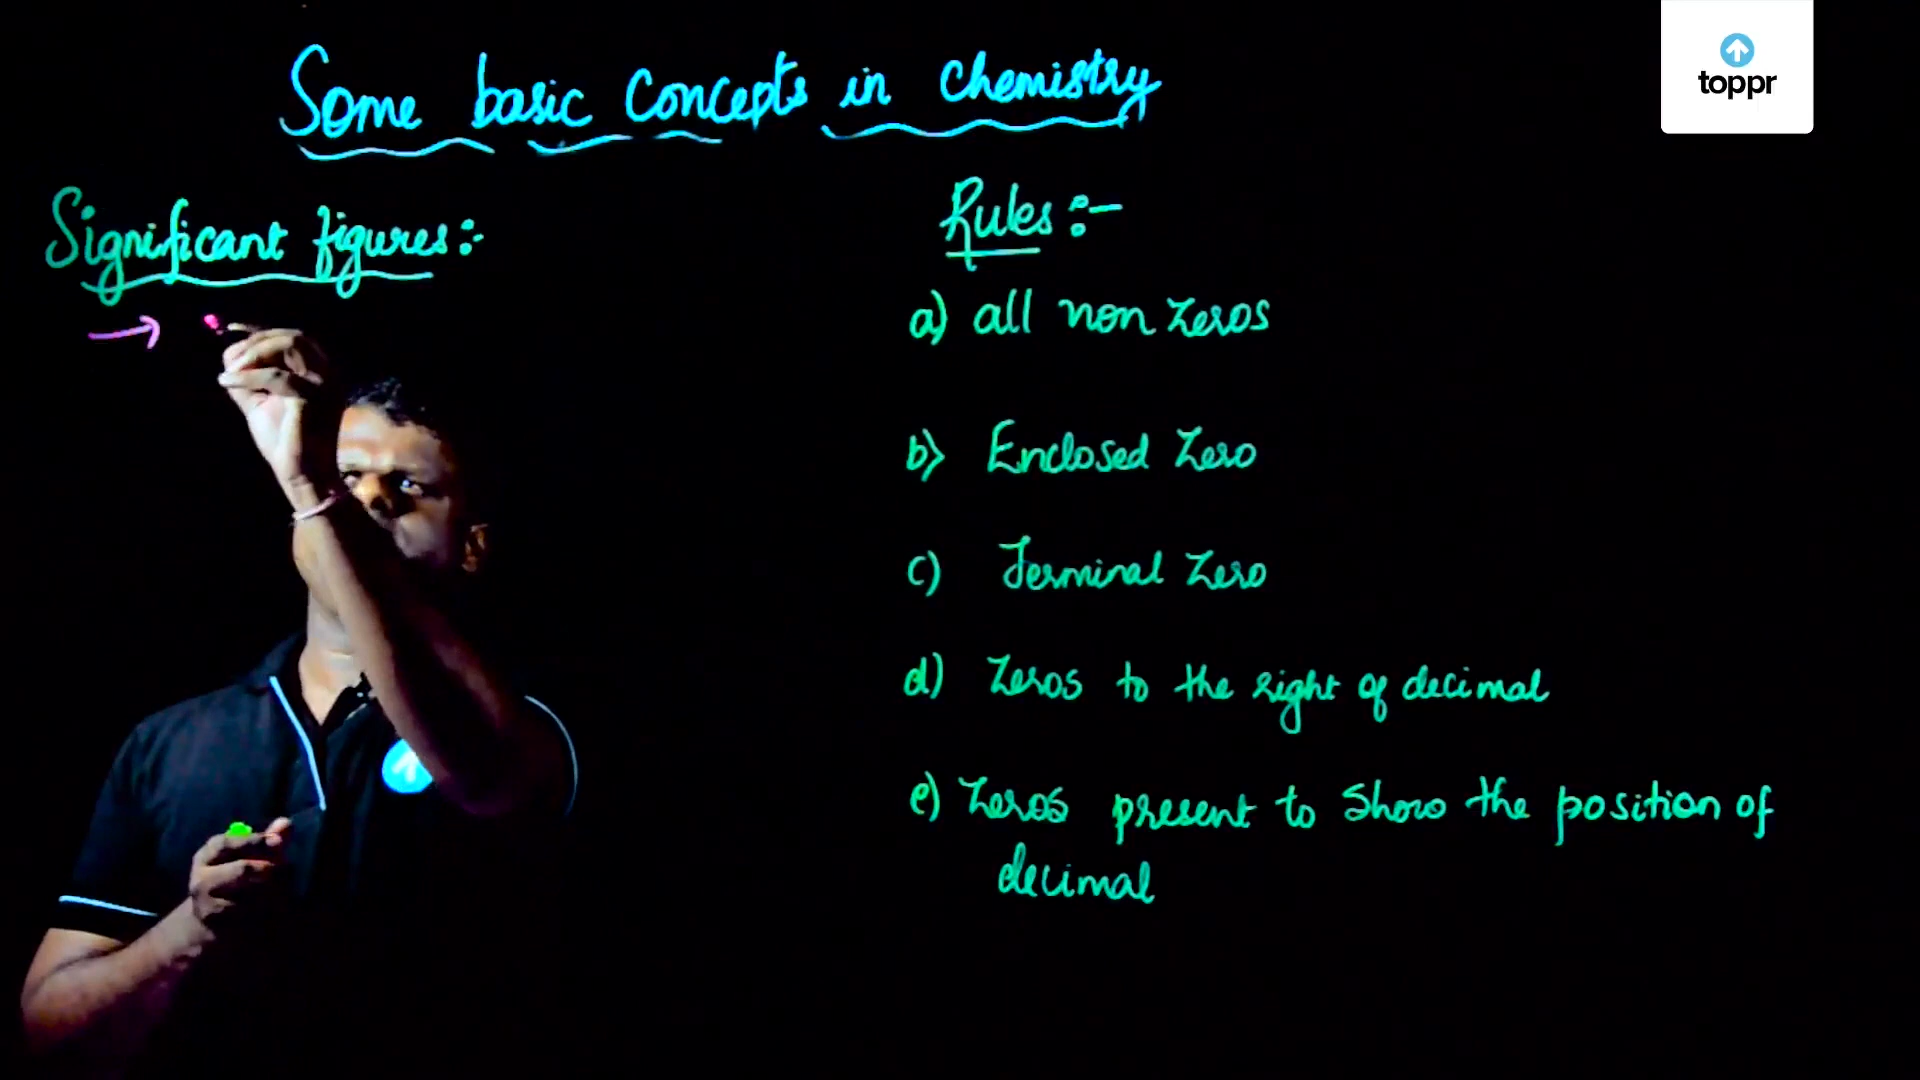 Some basic concepts in chemistry
toppr
Significant figures:-
Rules:-
a) all non zeros
b) Enclosed zero
c) Terminal zero
d) Zeros to the right of decimal
e) Zeros present to show the position of
decimal